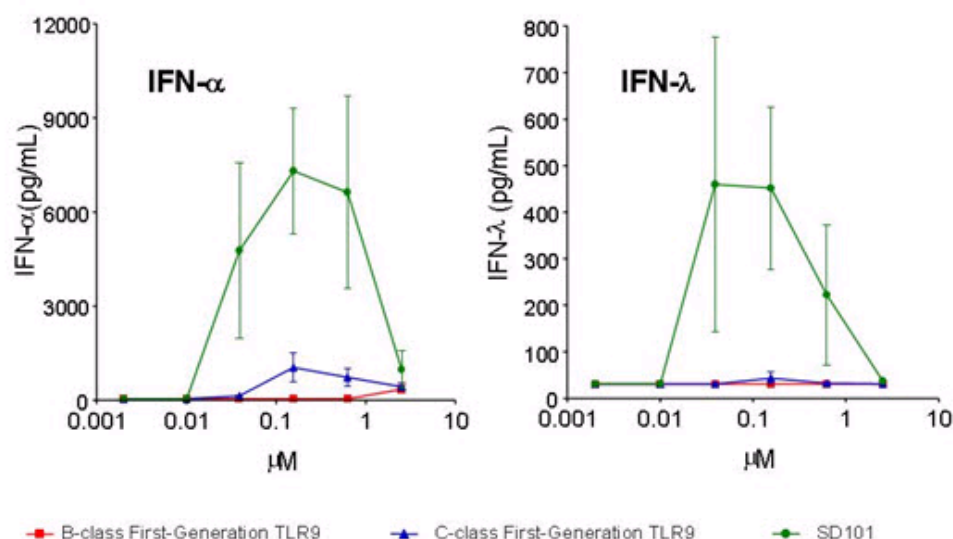 12000
9000
6000
3000
0
IFN-α(pg/mL)
IFN-α
0.001 0.01 0.1 1 10
µM
800
700
600
500
400
300
200
100
0
IFN-λ (pg/mL)
IFN-λ
0.001 0.01 0.1 1 10
µM
B-class First-Generation TLR9 C-class First-Generation TLR9 SD101